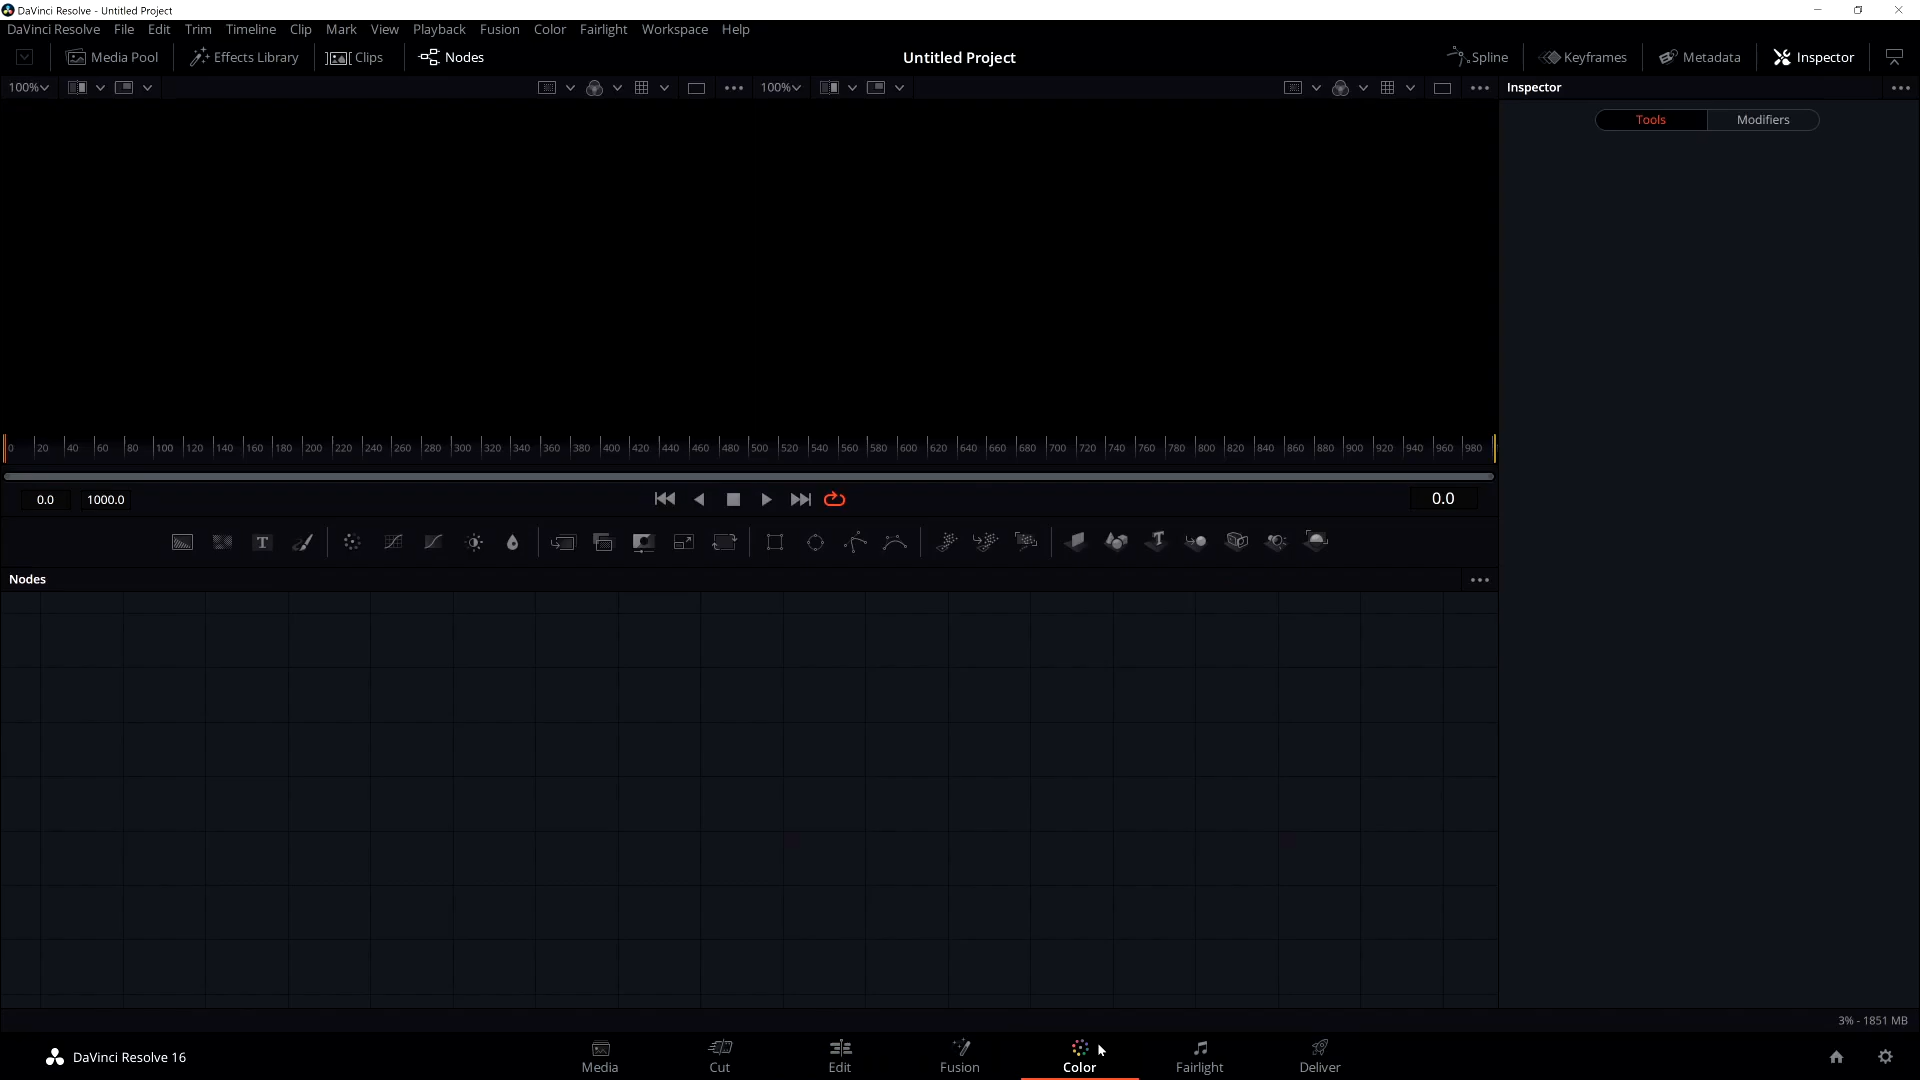 DaVinci Resolve - Untitled Project
DaVinci Resolve File Edit Trim Timeline Clip Mark View Playback Fusion Color Fairlight Workspace Help
Media Pool Effects Library Clips Nodes Untitled Project Spline Keyframes Metadata Inspector
100% 100% Inspector
Tools Modifiers
0 20 40 60 80 100 120 140 160 180 200 220 240 260 280 300 320 340 360 380 400 420 440 460 480 500 520 540 560 580 600 620 640 660 680 700 720 740 760 780 800 820 840 860 880 900 920 940 960 980
0.0 1000.0 0.0
T T
Nodes
3% - 1851 MB
DaVinci Resolve 16 Media Cut Edit Fusion Color Fairlight Deliver